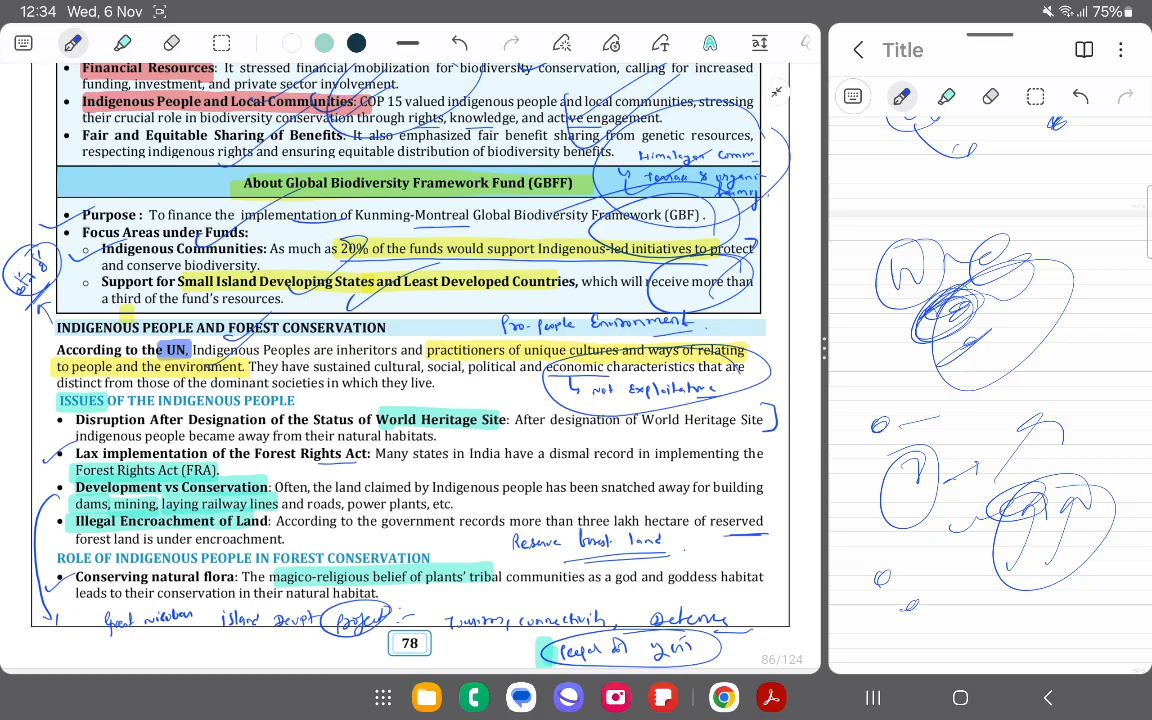 12:34 Wed, 6 Nov
75%
Title
Financial Resources: It stressed financial mobilization for biodiversity conservation, calling for increased
funding, investment, and private sector involvement.
Indigenous People and Local Communities: COP 15 valued indigenous people and local communities, stressing
their crucial role in biodiversity conservation through rights, knowledge, and active engagement.
Fair and Equitable Sharing of Benefits. It also emphasized fair benefit sharing from genetic resources,
respecting indigenous rights and ensuring equitable distribution of biodiversity benefits.
Himalayan Comm
terrace & organic
farming
About Global Biodiversity Framework Fund (GBFF)
Purpose : To finance the implementation of Kunming-Montreal Global Biodiversity Framework (GBF) .
Focus Areas under Funds:
Indigenous Communities: As much as 20% of the funds would support Indigenous-led initiatives to protect
and conserve biodiversity.
Support for Small Island Developing States and Least Developed Countries, which will receive more than
a third of the fund's resources.
INDIGENOUS PEOPLE AND FOREST CONSERVATION
Pro-people Environment
According to the UN, Indigenous Peoples are inheritors and practitioners of unique cultures and ways of relating
to people and the environment. They have sustained cultural, social, political and economic characteristics that are
distinct from those of the dominant societies in which they live.
not exploitative
ISSUES OF THE INDIGENOUS PEOPLE
Disruption After Designation of the Status of World Heritage Site: After designation of World Heritage Site
indigenous people became away from their natural habitats.
Lax implementation of the Forest Rights Act: Many states in India have a dismal record in implementing the
Forest Rights Act (FRA).
Development vs Conservation: Often, the land claimed by Indigenous people has been snatched away for building
dams, mining, laying railway lines and roads, power plants, etc.
Illegal Encroachment of Land: According to the government records more than three lakh hectare of reserved
forest land is under encroachment.
Reserve forest land
ROLE OF INDIGENOUS PEOPLE IN FOREST CONSERVATION
Conserving natural flora: The magico-religious belief of plants' tribal communities as a god and goddess habitat
leads to their conservation in their natural habitat.
Great nicobar island Devpt project :- Tourism, connectivity, Defense
78
People of
86/124